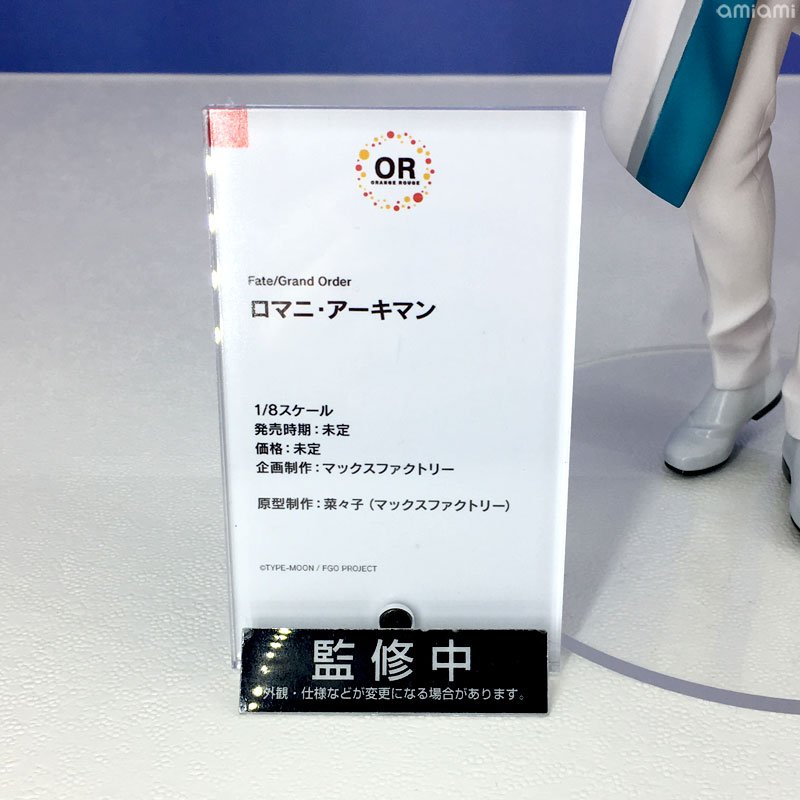 amiami
OR
ORANGE ROUGE
Fate/Grand Order
ロマニ・アーキマン
1/8スケール
発売時期：未定
価格：未定
企画制作：マックスファクトリー
原型制作：菜々子（マックスファクトリー）
©TYPE-MOON / FGO PROJECT
監修中
外観・仕様などが変更になる場合があります。